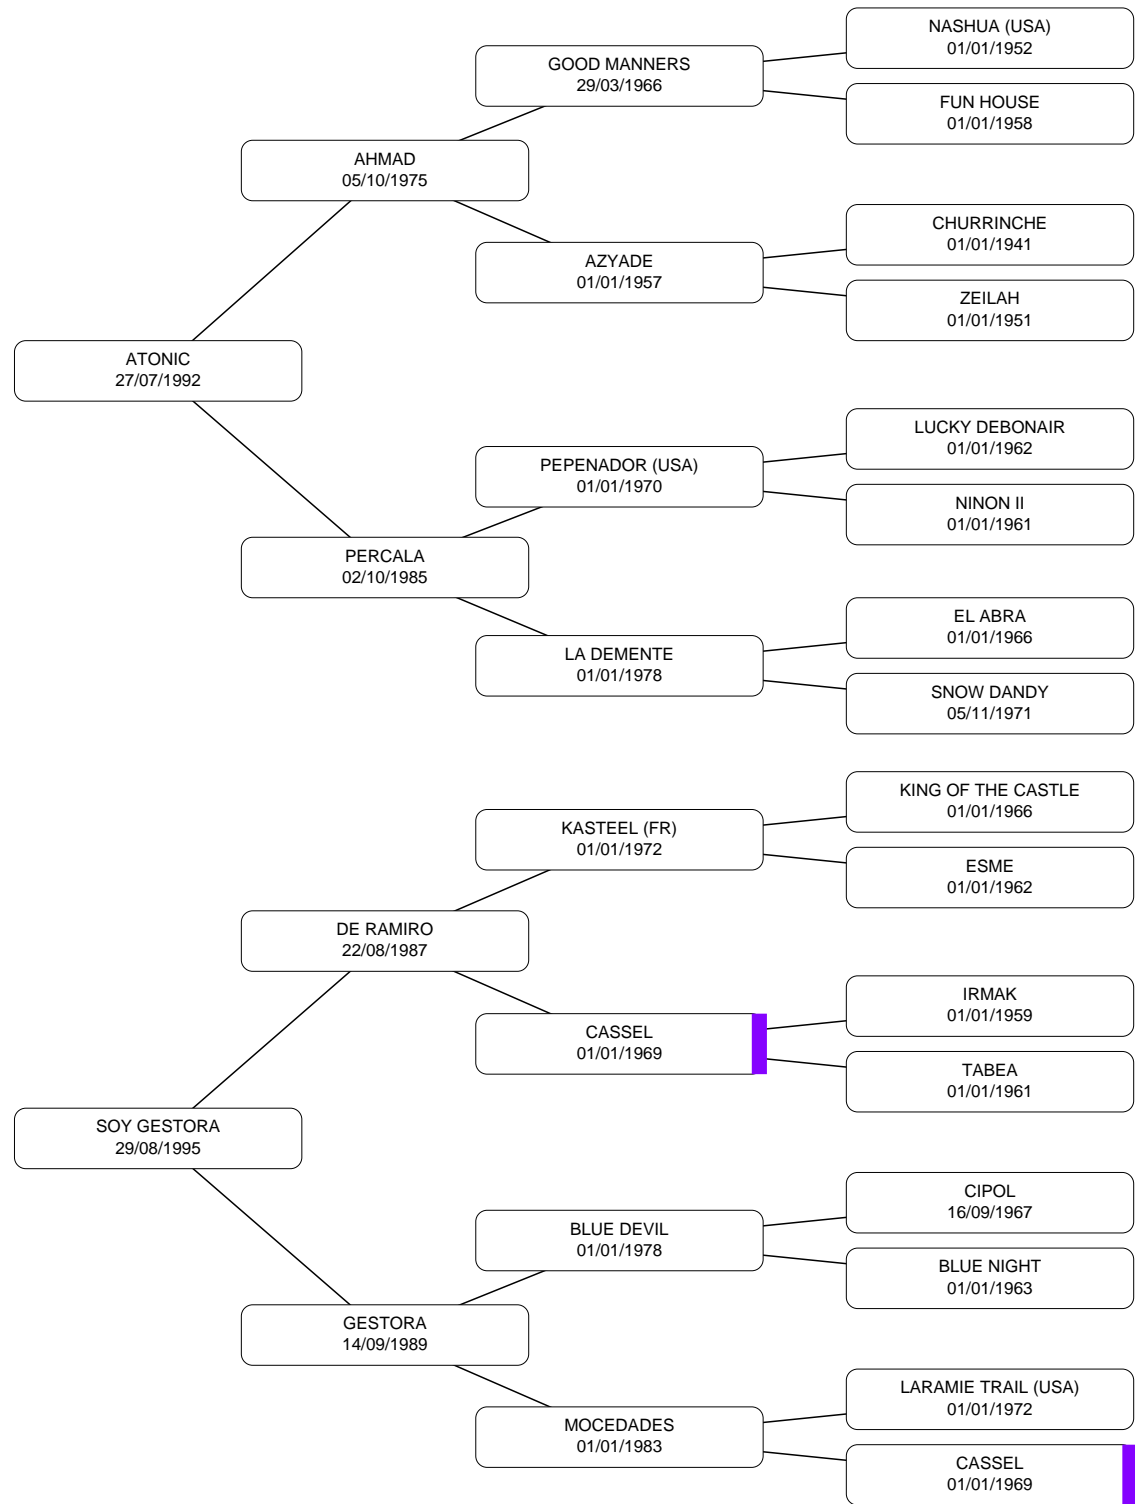 NASHUA (USA)
01/01/1952
GOOD MANNERS
29/03/1966
FUN HOUSE
01/01/1958
AHMAD
05/10/1975
CHURRINCHE
01/01/1941
AZYADE
01/01/1957
ZEILAH
01/01/1951
ATONIC
27/07/1992
LUCKY DEBONAIR
01/01/1962
PEPENADOR (USA)
01/01/1970
NINON II
01/01/1961
PERCALA
02/10/1985
EL ABRA
01/01/1966
LA DEMENTE
01/01/1978
SNOW DANDY
05/11/1971
KING OF THE CASTLE
01/01/1966
KASTEEL (FR)
01/01/1972
ESME
01/01/1962
DE RAMIRO
22/08/1987
IRMAK
01/01/1959
CASSEL
01/01/1969
TABEA
01/01/1961
SOY GESTORA
29/08/1995
CIPOL
16/09/1967
BLUE DEVIL
01/01/1978
BLUE NIGHT
01/01/1963
GESTORA
14/09/1989
LARAMIE TRAIL (USA)
01/01/1972
MOCEDADES
01/01/1983
CASSEL
01/01/1969